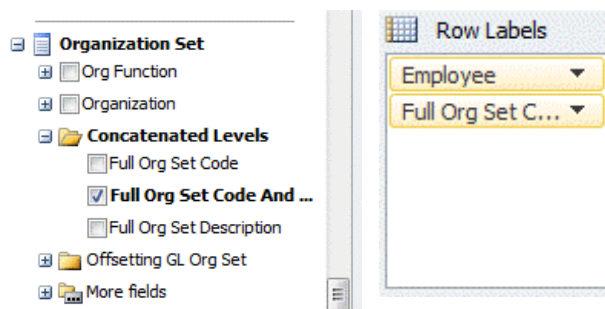 Organization Set
Org Function
Organization
Concatenated Levels
Full Org Set Code
Full Org Set Code And ...
Full Org Set Description
Offsetting GL Org Set
More fields
Row Labels
Employee
Full Org Set C...